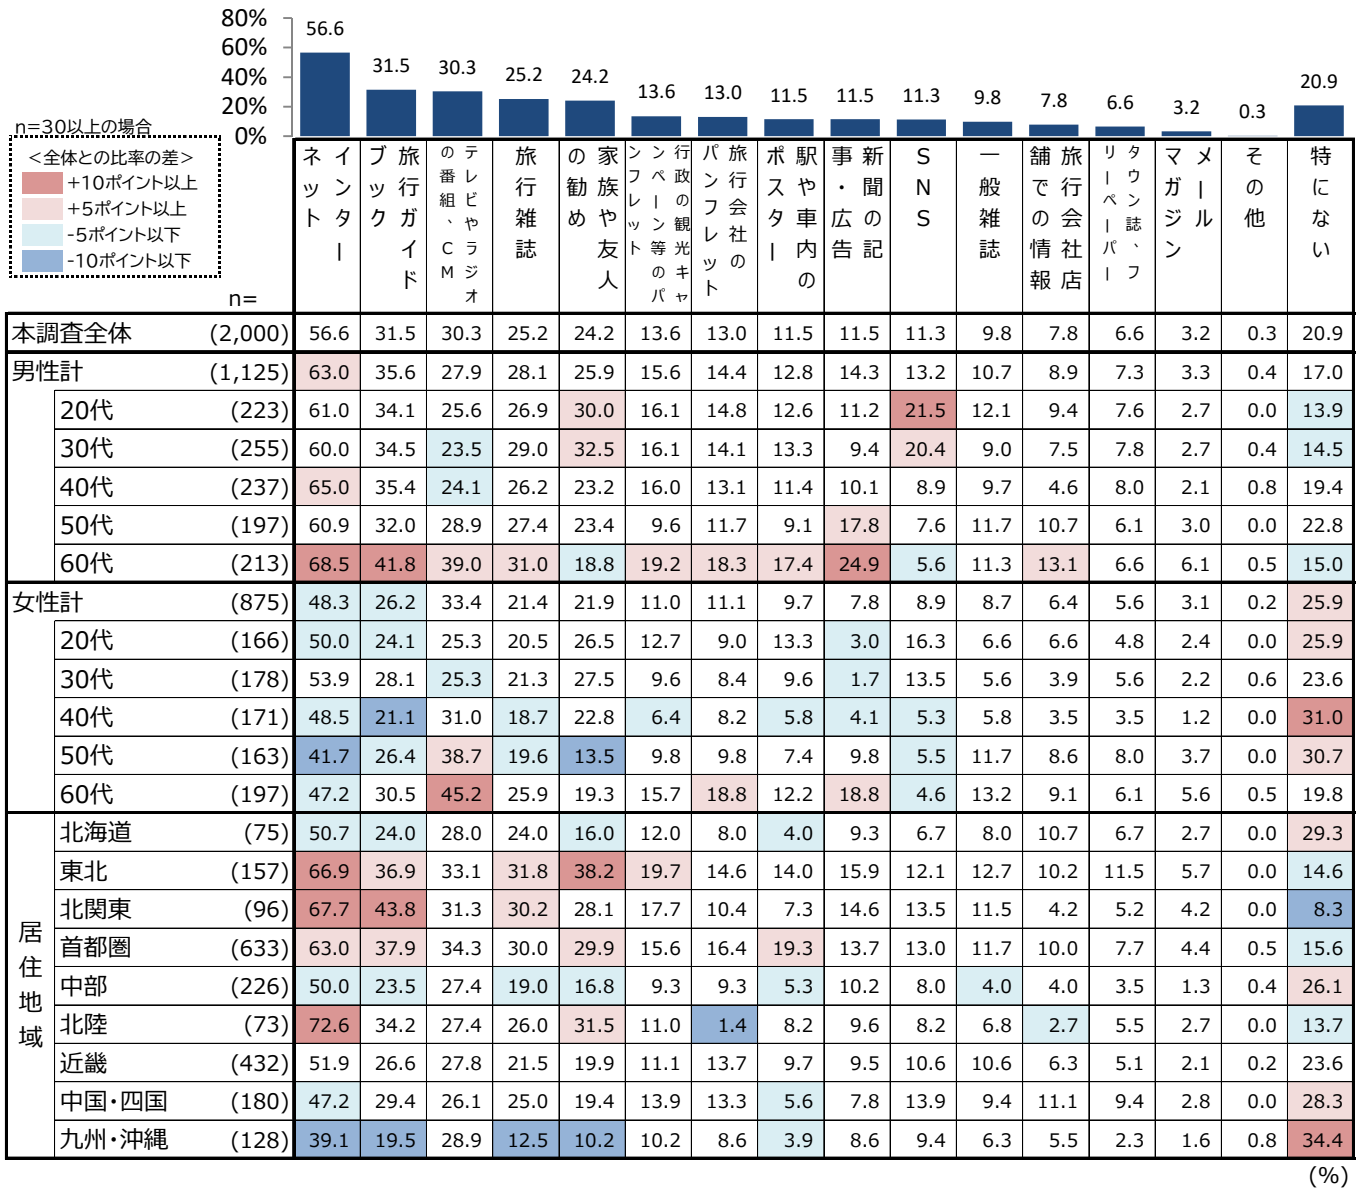 80%
60%
40%
20%
0%
56.6 31.5 30.3 25.2 24.2 13.6 13.0 11.5 11.5 11.3 9.8 7.8 6.6 3.2 0.3 20.9
n=30以上の場合
<全体との比率の差>
+10ポイント以上
+5ポイント以上
-5ポイント以下
-10ポイント以下
n=
インターネット
旅行ガイドブック
テレビやラジオの番組、CM
旅行雑誌
家族や友人の勧め
行政の観光キャンペーン等のパンフレット
旅行会社のパンフレット
駅や車内のポスター
新聞の記事・広告
SNS
一般雑誌
旅行会社店舗での情報
タウン誌、フリーペーパー
メールマガジン
その他
特にない
本調査全体 (2,000) 56.6 31.5 30.3 25.2 24.2 13.6 13.0 11.5 11.5 11.3 9.8 7.8 6.6 3.2 0.3 20.9
男性計 (1,125) 63.0 35.6 27.9 28.1 25.9 15.6 14.4 12.8 14.3 13.2 10.7 8.9 7.3 3.3 0.4 17.0
20代 (223) 61.0 34.1 25.6 26.9 30.0 16.1 14.8 12.6 11.2 21.5 12.1 9.4 7.6 2.7 0.0 13.9
30代 (255) 60.0 34.5 23.5 29.0 32.5 16.1 14.1 13.3 9.4 20.4 9.0 7.5 7.8 2.7 0.4 14.5
40代 (237) 65.0 35.4 24.1 26.2 23.2 16.0 13.1 11.4 10.1 8.9 9.7 4.6 8.0 2.1 0.8 19.4
50代 (197) 60.9 32.0 28.9 27.4 23.4 9.6 11.7 9.1 17.8 7.6 11.7 10.7 6.1 3.0 0.0 22.8
60代 (213) 68.5 41.8 39.0 31.0 18.8 19.2 18.3 17.4 24.9 5.6 11.3 13.1 6.6 6.1 0.5 15.0
女性計 (875) 48.3 26.2 33.4 21.4 21.9 11.0 11.1 9.7 7.8 8.9 8.7 6.4 5.6 3.1 0.2 25.9
20代 (166) 50.0 24.1 25.3 20.5 26.5 12.7 9.0 13.3 3.0 16.3 6.6 6.6 4.8 2.4 0.0 25.9
30代 (178) 53.9 28.1 25.3 21.3 27.5 9.6 8.4 9.6 1.7 13.5 5.6 3.9 5.6 2.2 0.6 23.6
40代 (171) 48.5 21.1 31.0 18.7 22.8 6.4 8.2 5.8 4.1 5.3 5.8 3.5 3.5 1.2 0.0 31.0
50代 (163) 41.7 26.4 38.7 19.6 13.5 9.8 9.8 7.4 9.8 5.5 11.7 8.6 8.0 3.7 0.0 30.7
60代 (197) 47.2 30.5 45.2 25.9 19.3 15.7 18.8 12.2 18.8 4.6 13.2 9.1 6.1 5.6 0.5 19.8
居住地域
北海道 (75) 50.7 24.0 28.0 24.0 16.0 12.0 8.0 4.0 9.3 6.7 8.0 10.7 6.7 2.7 0.0 29.3
東北 (157) 66.9 36.9 33.1 31.8 38.2 19.7 14.6 14.0 15.9 12.1 12.7 10.2 11.5 5.7 0.0 14.6
北関東 (96) 67.7 43.8 31.3 30.2 28.1 17.7 10.4 7.3 14.6 13.5 11.5 4.2 5.2 4.2 0.0 8.3
首都圏 (633) 63.0 37.9 34.3 30.0 29.9 15.6 16.4 19.3 13.7 13.0 11.7 10.0 7.7 4.4 0.5 15.6
中部 (226) 50.0 23.5 27.4 19.0 16.8 9.3 9.3 5.3 10.2 8.0 4.0 4.0 3.5 1.3 0.4 26.1
北陸 (73) 72.6 34.2 27.4 26.0 31.5 11.0 1.4 8.2 9.6 8.2 6.8 2.7 5.5 2.7 0.0 13.7
近畿 (432) 51.9 26.6 27.8 21.5 19.9 11.1 13.7 9.7 9.5 10.6 10.6 6.3 5.1 2.1 0.2 23.6
中国・四国 (180) 47.2 29.4 26.1 25.0 19.4 13.9 13.3 5.6 7.8 13.9 9.4 11.1 9.4 2.8 0.0 28.3
九州・沖縄 (128) 39.1 19.5 28.9 12.5 10.2 10.2 8.6 3.9 8.6 9.4 6.3 5.5 2.3 1.6 0.8 34.4
(%)